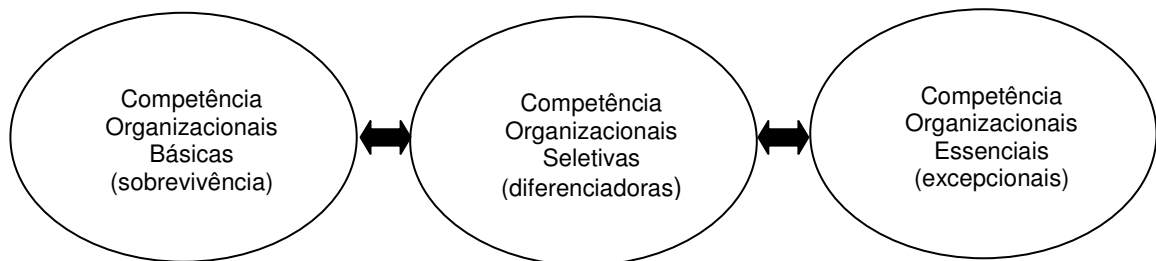 Competência
Organizacionais
Básicas
(sobrevivência)
Competência
Organizacionais
Seletivas
(diferenciadoras)
Competência
Organizacionais
Essenciais
(excepcionais)